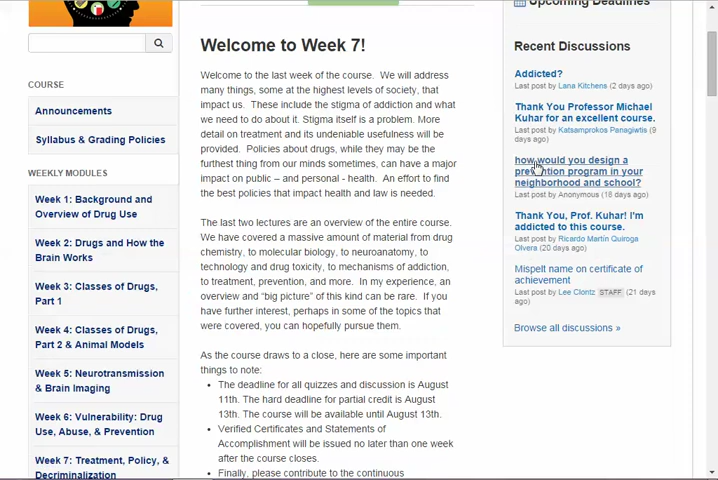 COURSE
Announcements
Syllabus & Grading Policies
WEEKLY MODULES
Week 1: Background and
Overview of Drug Use
Week 2: Drugs and How the
Brain Works
Week 3: Classes of Drugs,
Part 1
Week 4: Classes of Drugs,
Part 2 & Animal Models
Week 5: Neurotransmission
& Brain Imaging
Week 6: Vulnerability: Drug
Use, Abuse, & Prevention
Week 7: Treatment, Policy, &
Decriminalization
Welcome to Week 7!
Welcome to the last week of the course. We will address
many things, some at the highest levels of society, that
impact us. These include the stigma of addiction and what
we need to do about it. Stigma itself is a problem. More
detail on treatment and its undeniable usefulness will be
provided. Policies about drugs, while they may be the
furthest thing from our minds sometimes, can have a major
impact on public – and personal - health. An effort to find
the best policies that impact health and law is needed.
The last two lectures are an overview of the entire course.
We have covered a massive amount of material from drug
chemistry, to molecular biology, to neuroanatomy, to
technology and drug toxicity, to mechanisms of addiction,
to treatment, prevention, and more. In my experience, an
overview and “big picture” of this kind can be rare. If you
have further interest, perhaps in some of the topics that
were covered, you can hopefully pursue them.
As the course draws to a close, here are some important
things to note:
• The deadline for all quizzes and discussion is August
11th. The hard deadline for partial credit is August
13th. The course will be available until August 13th.
• Verified Certificates and Statements of
Accomplishment will be issued no later than one week
after the course closes.
• Finally, please contribute to the continuous
Upcoming Deadlines
Recent Discussions
Addicted?
Last post by Lana Kitchens (2 days ago)
Thank You Professor Michael
Kuhar for an excellent course.
Last post by Katsamprokos Panagiwtis (9
days ago)
how would you design a
prevention program in your
neighborhood and school?
Last post by Anonymous (16 days ago)
Thank You, Prof. Kuhar! I'm
addicted to this course.
Last post by Ricardo Martín Quiroga
Olvera (20 days ago)
Mispelt name on certificate of
achievement
Last post by Lee Clontz STAFF (21 days
ago)
Browse all discussions »